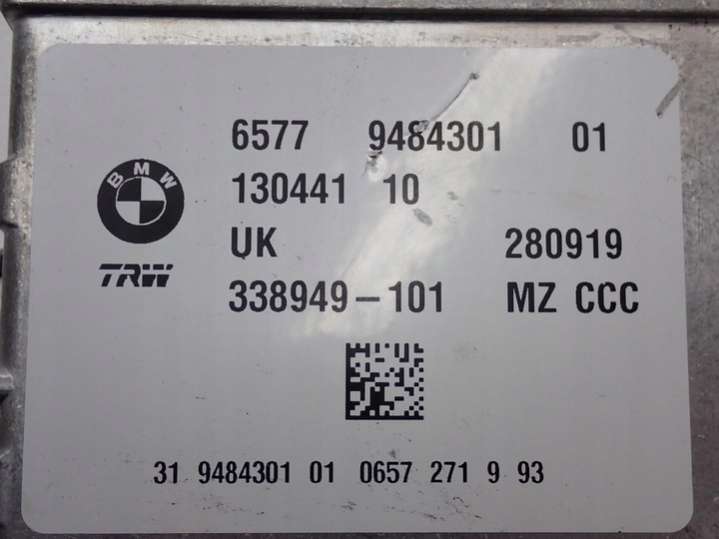 6577 9484301 01
BMW
130441 10
UK 280919
TRW
338949-101 MZ CCC
31 9484301 01 0657 271 9 93